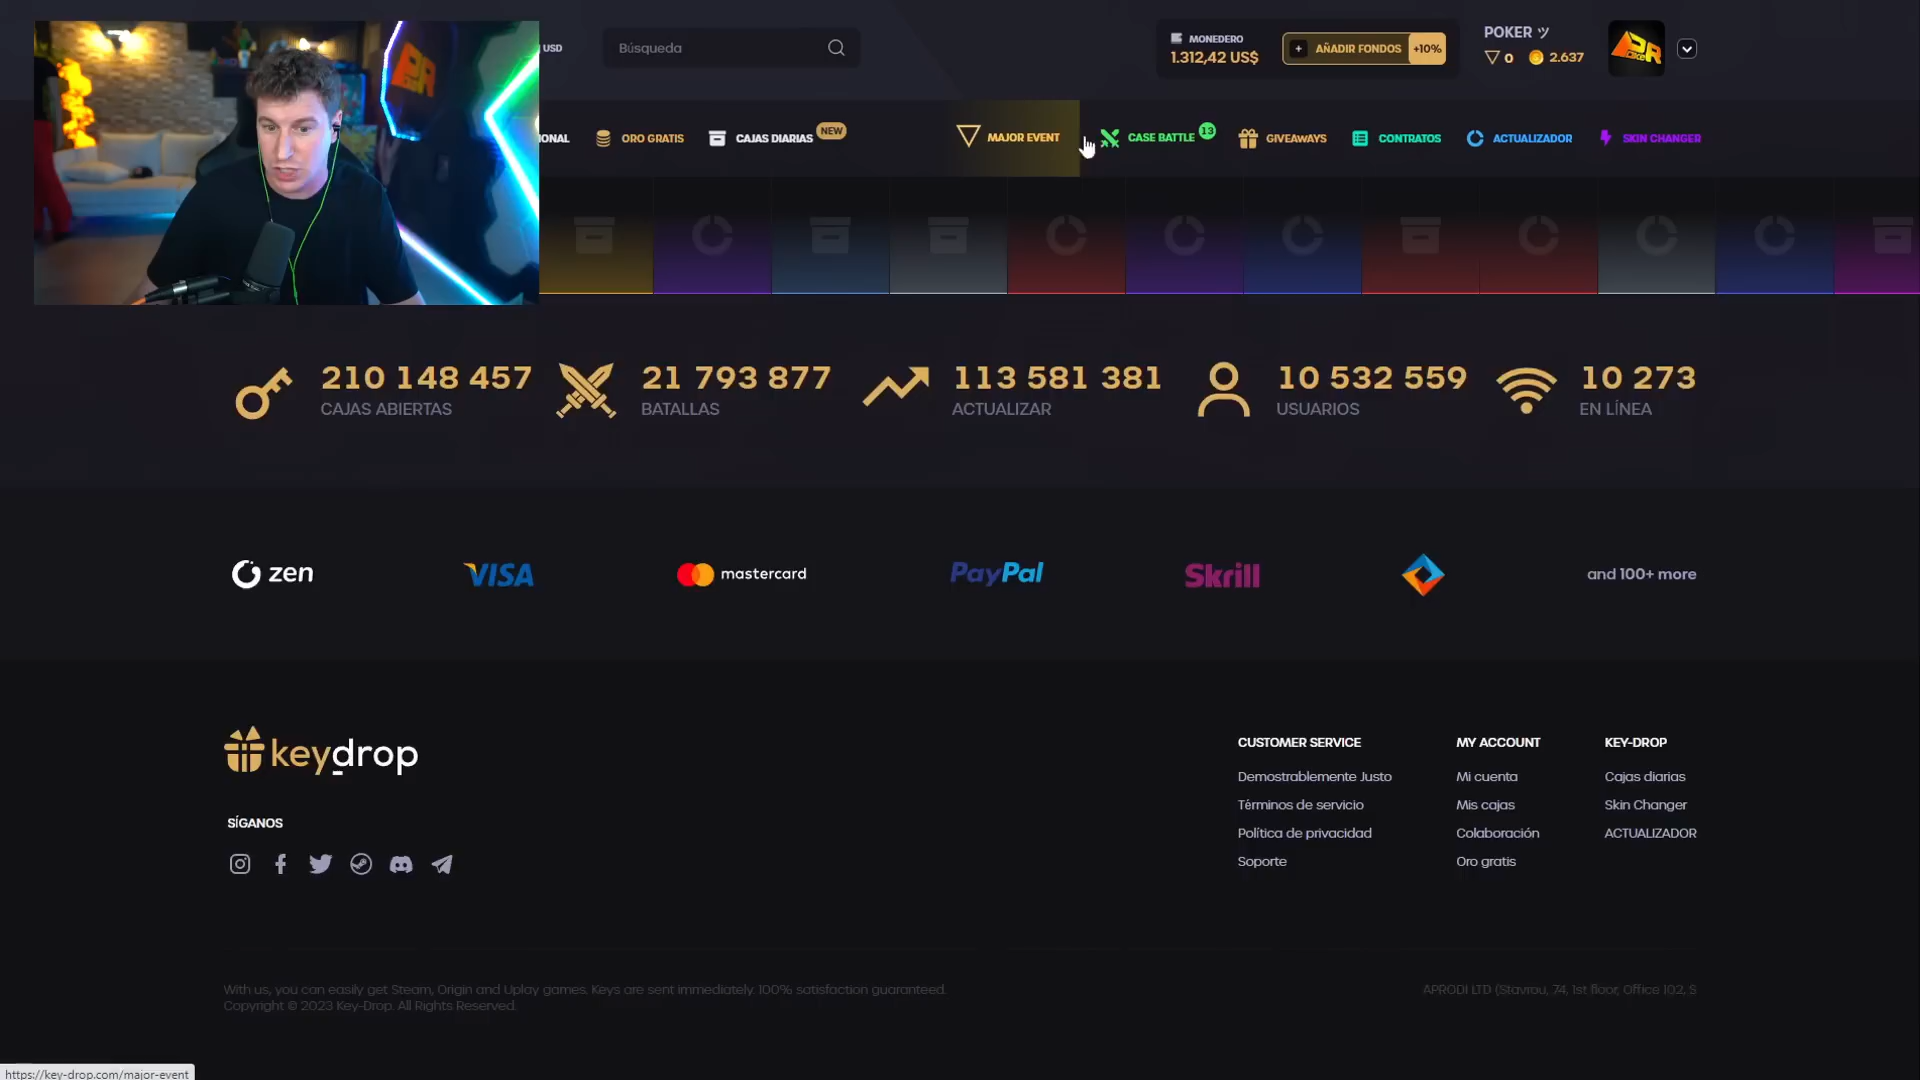 USD
Búsqueda
MONEDERO
1.312,42 US$
+ AÑADIR FONDOS +10%
POKER ツ
0 2.637
IONAL
ORO GRATIS
CAJAS DIARIAS NEW
MAJOR EVENT
CASE BATTLE 13
GIVEAWAYS
CONTRATOS
ACTUALIZADOR
SKIN CHANGER
210 148 457
CAJAS ABIERTAS
21 793 877
BATALLAS
113 581 381
ACTUALIZAR
10 532 559
USUARIOS
10 273
EN LÍNEA
zen
VISA
mastercard
PayPal
Skrill
and 100+ more
keydrop
SÍGANOS
CUSTOMER SERVICE
Demostrablemente Justo
Términos de servicio
Política de privacidad
Soporte
MY ACCOUNT
Mi cuenta
Mis cajas
Colaboración
Oro gratis
KEY-DROP
Cajas diarias
Skin Changer
ACTUALIZADOR
With us, you can easily get Steam, Origin and Uplay games. Keys are sent immediately. 100% satisfaction guaranteed.
Copyright © 2023 Key-Drop. All Rights Reserved.
APRODI LTD (Stavrou, 74, 1st floor, Office 102, S
https://key-drop.com/major-event